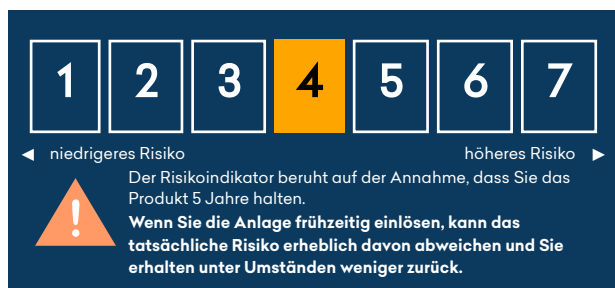 1 2 3 4 5 6 7
◄ niedrigeres Risiko höheres Risiko ►
Der Risikoindikator beruht auf der Annahme, dass Sie das
Produkt 5 Jahre halten.
!
Wenn Sie die Anlage frühzeitig einlösen, kann das
tatsächliche Risiko erheblich davon abweichen und Sie
erhalten unter Umständen weniger zurück.